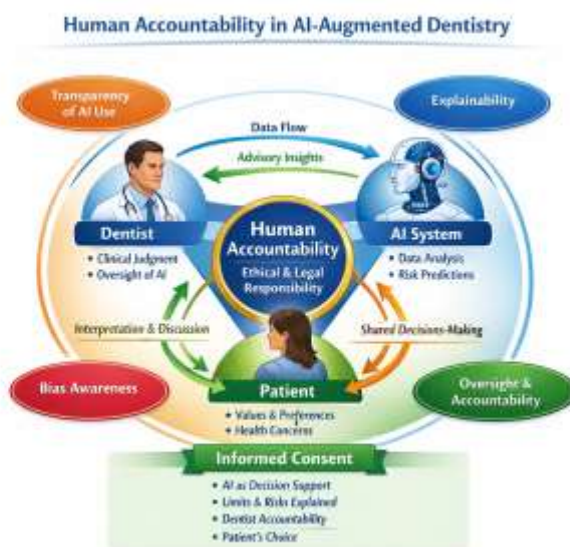 Human Accountability in AI-Augmented Dentistry
Transparency
of AI Use
Explainability
Data Flow
Advisory Insights
Dentist
• Clinical Judgment
• Oversight of AI
Human
Accountability
Ethical & Legal
Responsibility
AI System
• Data Analysis
• Risk Predictions
Interpretation & Discussion
Shared Decisions-Making
Bias Awareness
Patient
• Values & Preferences
• Health Concerns
Oversight &
Accountability
Informed Consent
• AI as Decision Support
• Limits & Risks Explained
• Dentist Accountability
• Patient's Choice